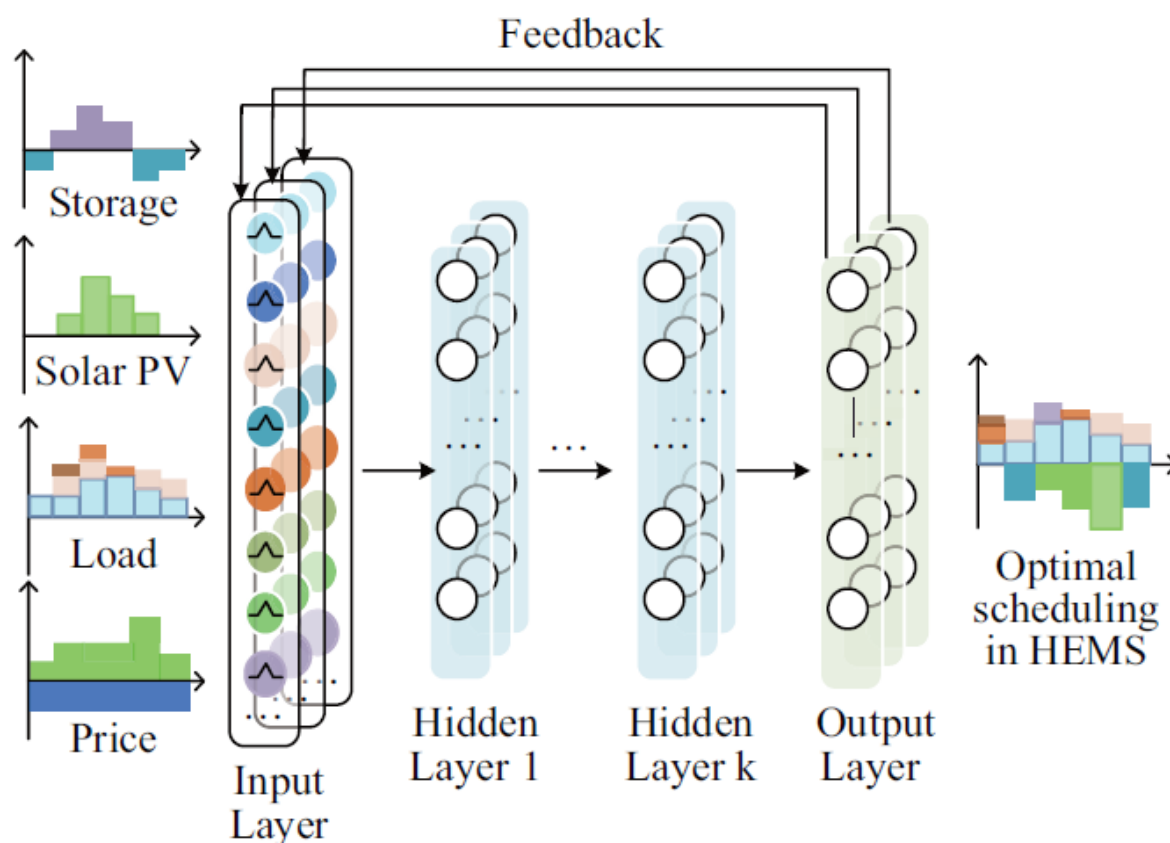 Feedback
Storage
Solar PV
Load
Price
Input
Layer
Hidden
Layer 1
...
Hidden
Layer k
Output
Layer
Optimal
scheduling
in HEMS